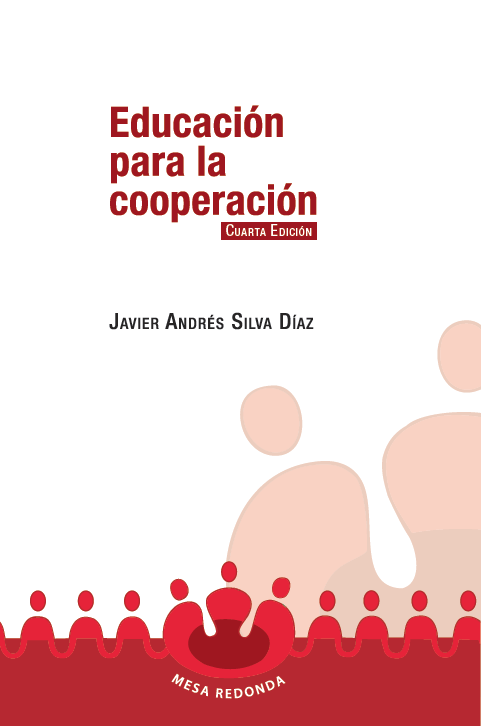 Educación
para la
cooperación
Cuarta Edición
Javier Andrés Silva Díaz
MESA REDONDA